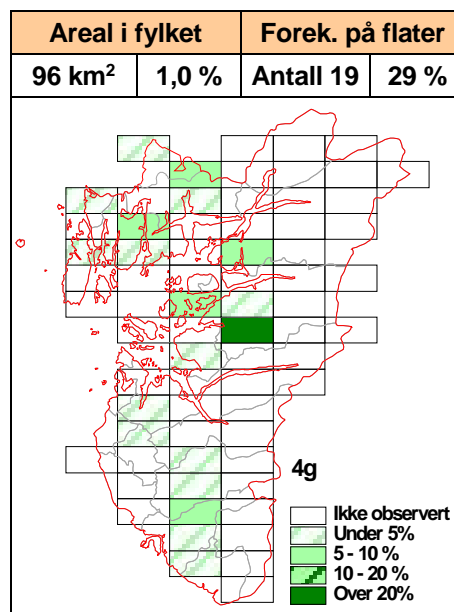 Areal i fylket Forek. på flater
96 km² 1,0 % Antall 19 29 %
4g
Ikke observert
Under 5%
5 - 10 %
10 - 20 %
Over 20%